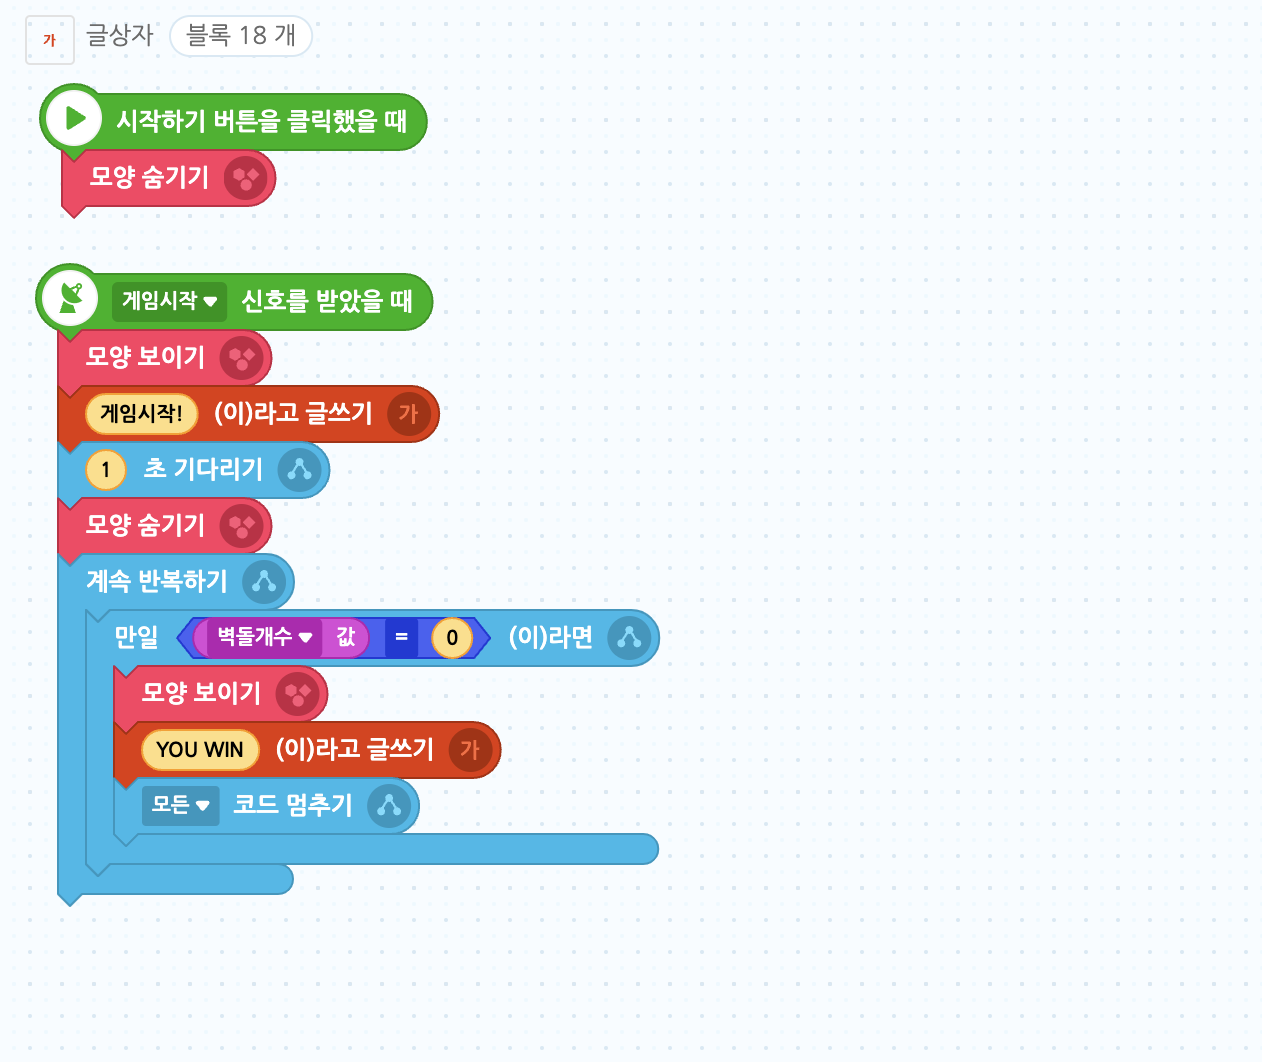 가 글상자 블록 18 개
시작하기 버튼을 클릭했을 때
모양 숨기기
게임시작 신호를 받았을 때
모양 보이기
게임시작! (이)라고 글쓰기 가
1 초 기다리기
모양 숨기기
계속 반복하기
만일 벽돌개수 값 = 0 (이)라면
모양 보이기
YOU WIN (이)라고 글쓰기 가
모든 코드 멈추기